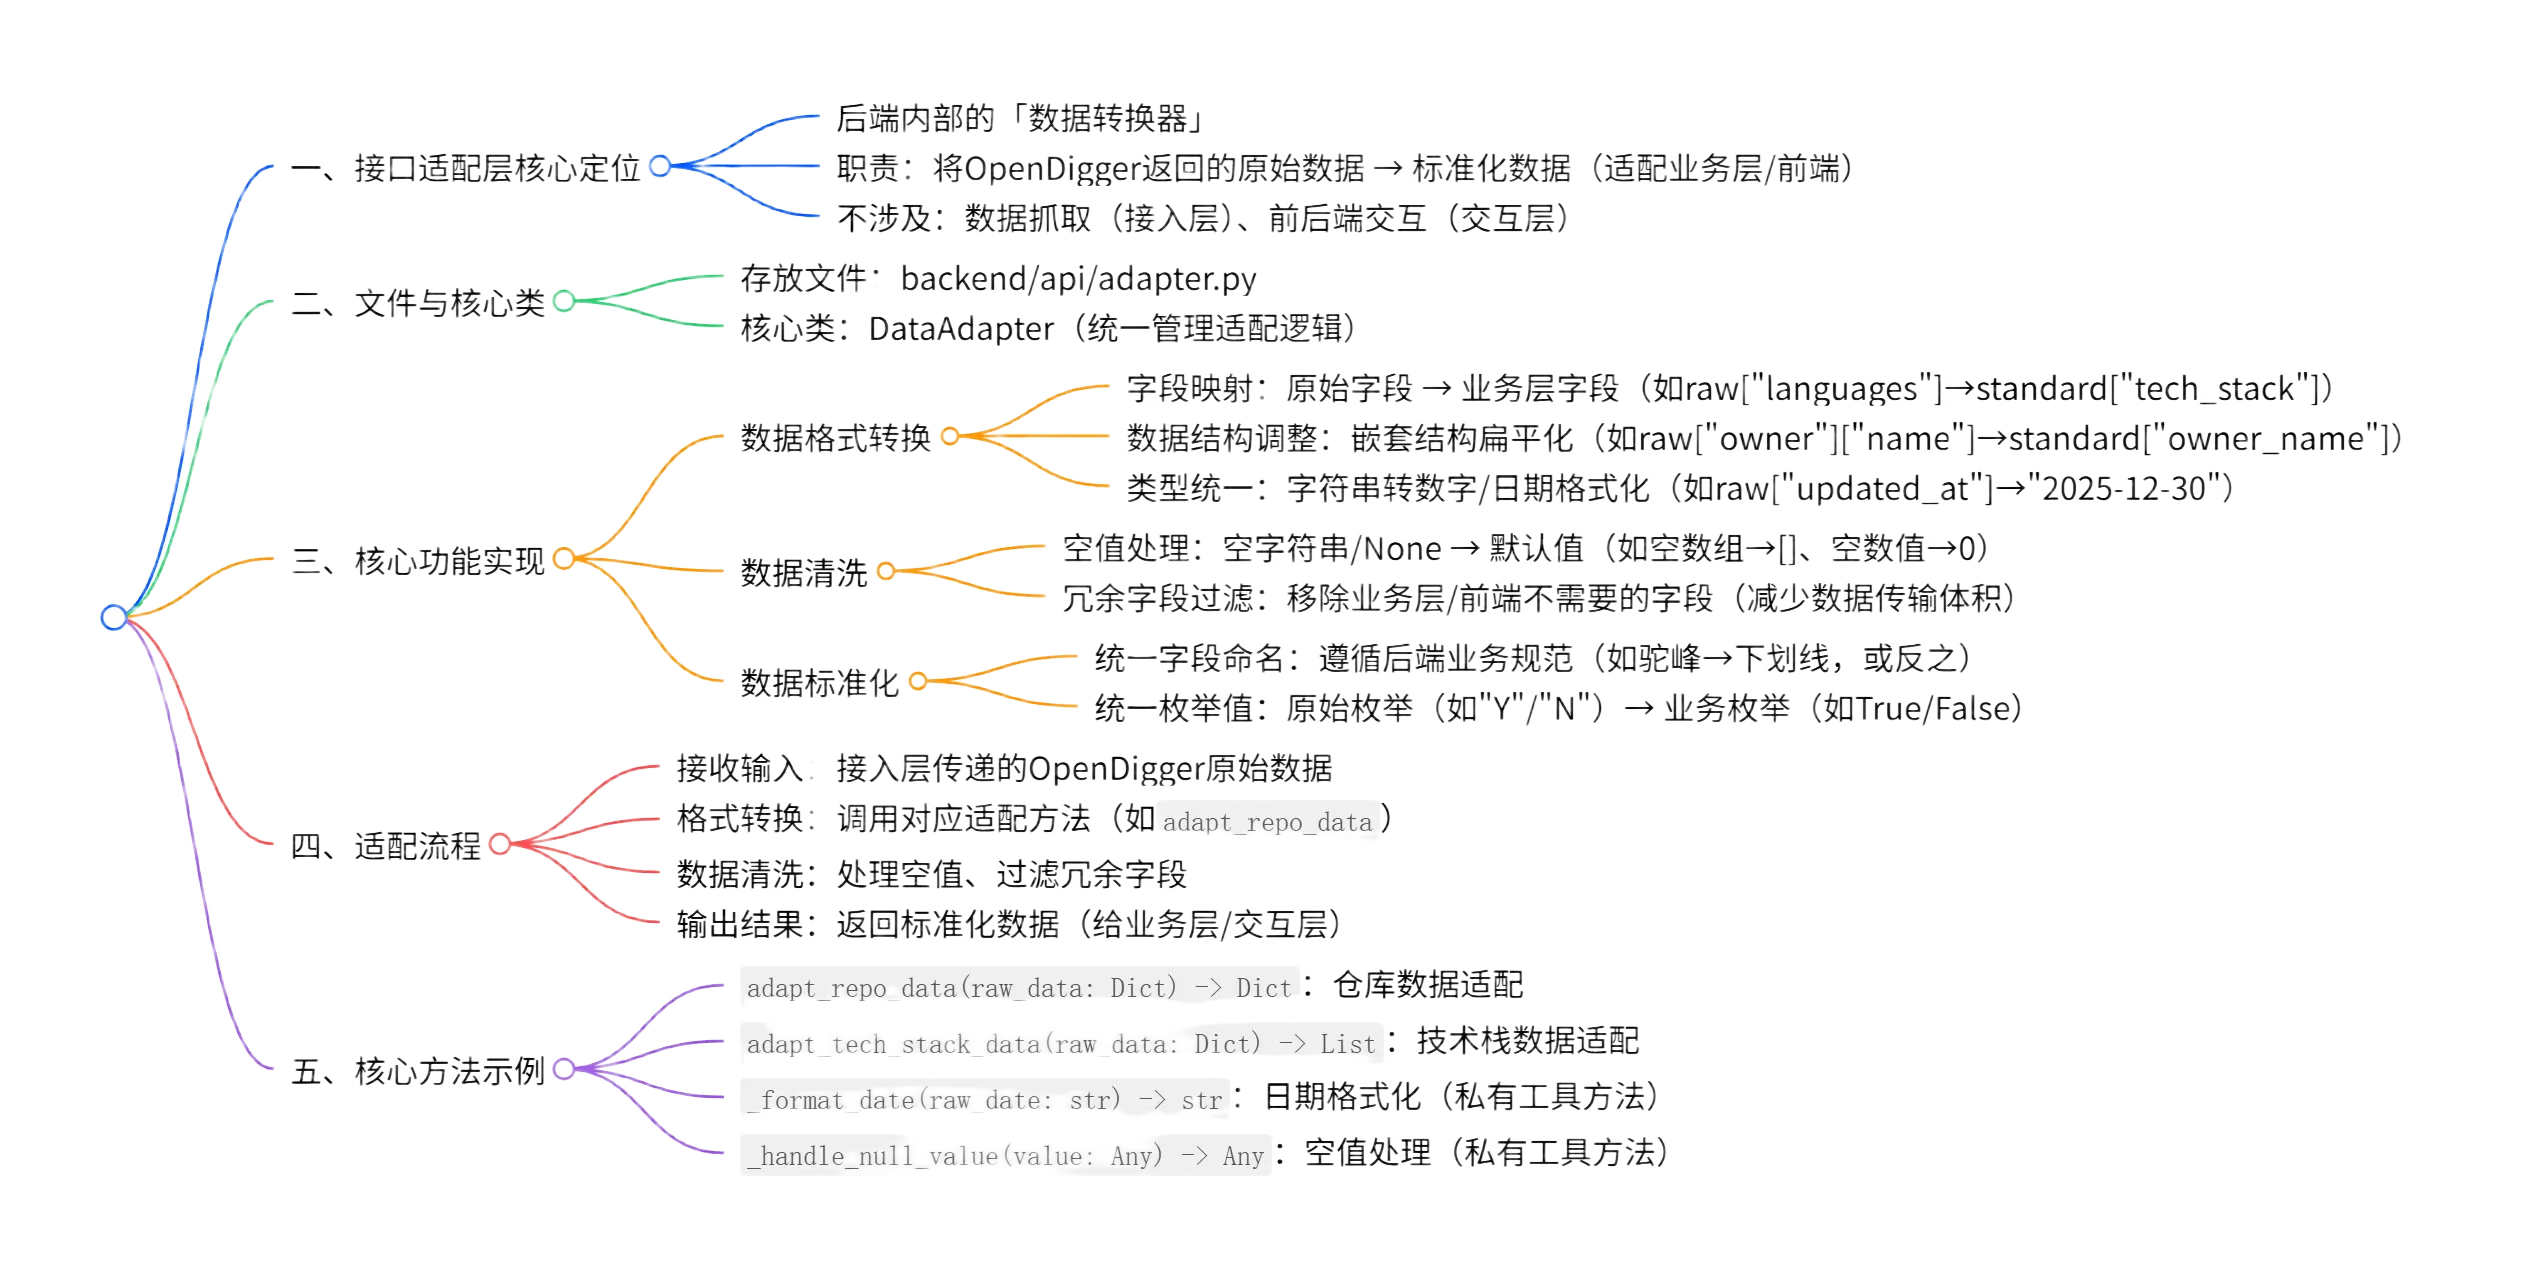 一、接口适配层核心定位
后端内部的「数据转换器」
职责：将OpenDigger返回的原始数据 → 标准化数据（适配业务层/前端）
不涉及：数据抓取（接入层）、前后端交互（交互层）
二、文件与核心类
存放文件：backend/api/adapter.py
核心类：DataAdapter（统一管理适配逻辑）
三、核心功能实现
数据格式转换
字段映射：原始字段 → 业务层字段（如raw["languages"]→standard["tech_stack"]）
数据结构调整：嵌套结构扁平化（如raw["owner"]["name"]→standard["owner_name"]）
类型统一：字符串转数字/日期格式化（如raw["updated_at"]→"2025-12-30"）
数据清洗
空值处理：空字符串/None → 默认值（如空数组→[]、空数值→0）
冗余字段过滤：移除业务层/前端不需要的字段（减少数据传输体积）
数据标准化
统一字段命名：遵循后端业务规范（如驼峰→下划线，或反之）
统一枚举值：原始枚举（如"Y"/"N"）→ 业务枚举（如True/False）
四、适配流程
接收输入：接入层传递的OpenDigger原始数据
格式转换：调用对应适配方法（如adapt_repo_data）
数据清洗：处理空值、过滤冗余字段
输出结果：返回标准化数据（给业务层/交互层）
五、核心方法示例
adapt_repo_data(raw_data: Dict) -> Dict：仓库数据适配
adapt_tech_stack_data(raw_data: Dict) -> List：技术栈数据适配
_format_date(raw_date: str) -> str：日期格式化（私有工具方法）
_handle_null_value(value: Any) -> Any：空值处理（私有工具方法）